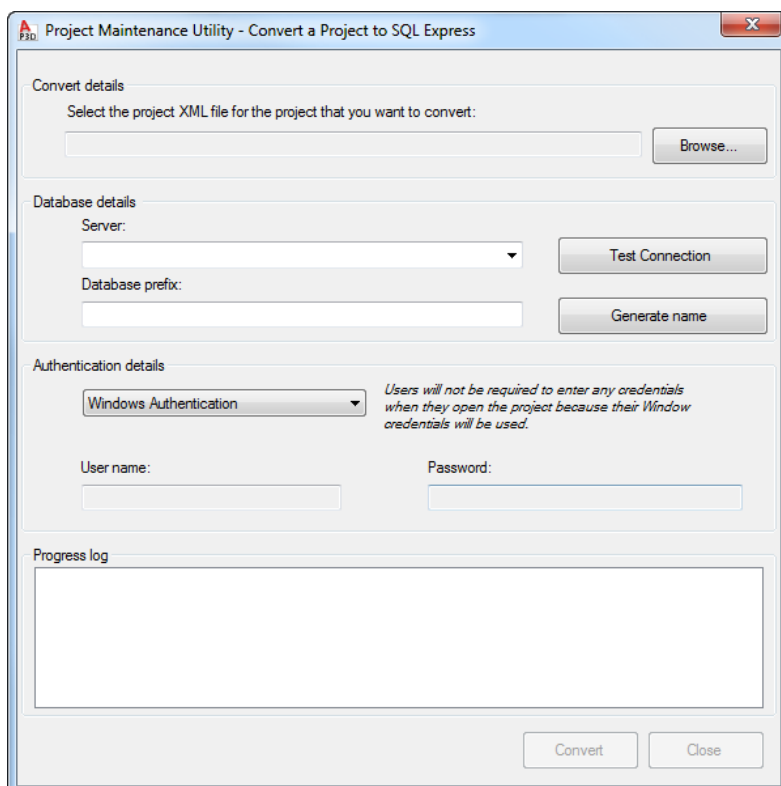 A
P3D
Project Maintenance Utility - Convert a Project to SQL Express
Convert details
Select the project XML file for the project that you want to convert:
Browse...
Database details
Server:
Test Connection
Database prefix:
Generate name
Authentication details
Windows Authentication
Users will not be required to enter any credentials
when they open the project because their Window
credentials will be used.
User name:
Password:
Progress log
Convert
Close